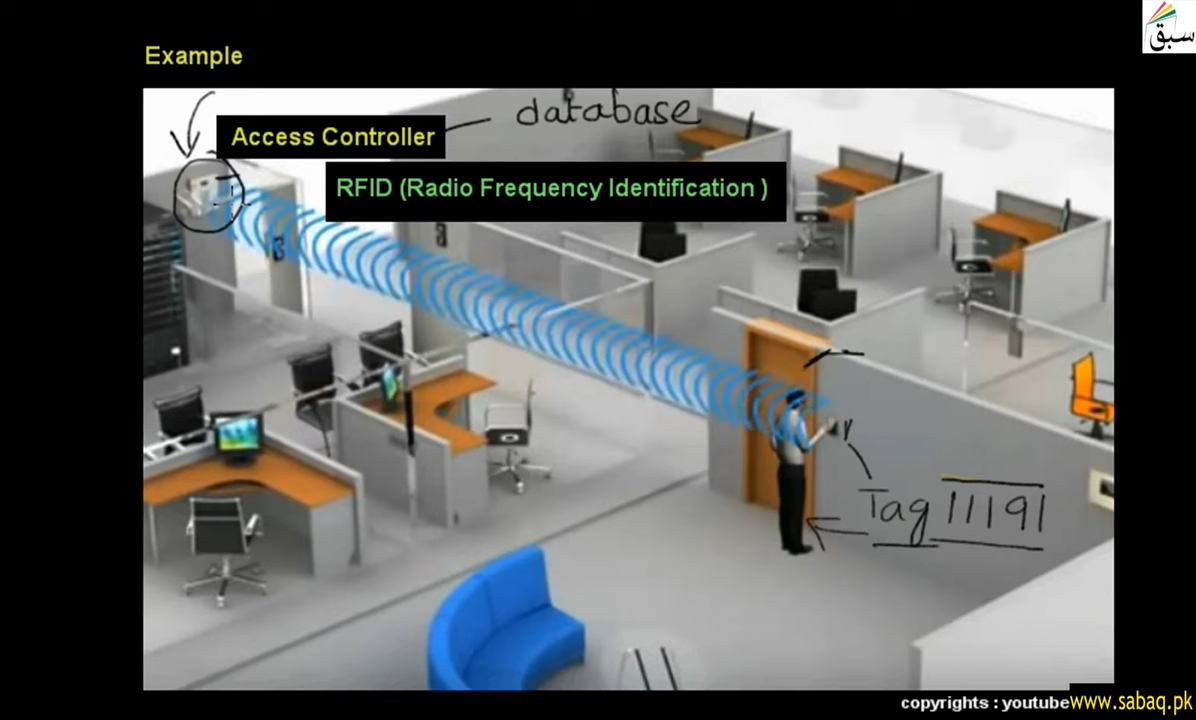 سبق
Example
database
Access Controller
RFID (Radio Frequency Identification )
Tag 11191
copyrights : youtube
www.sabaq.pk